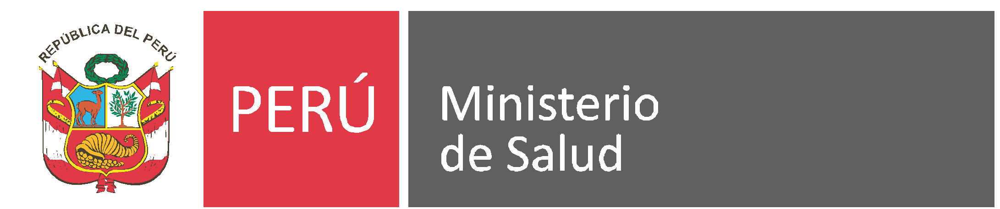 REPÚBLICA DEL PERÚ
PERÚ
Ministerio
de Salud